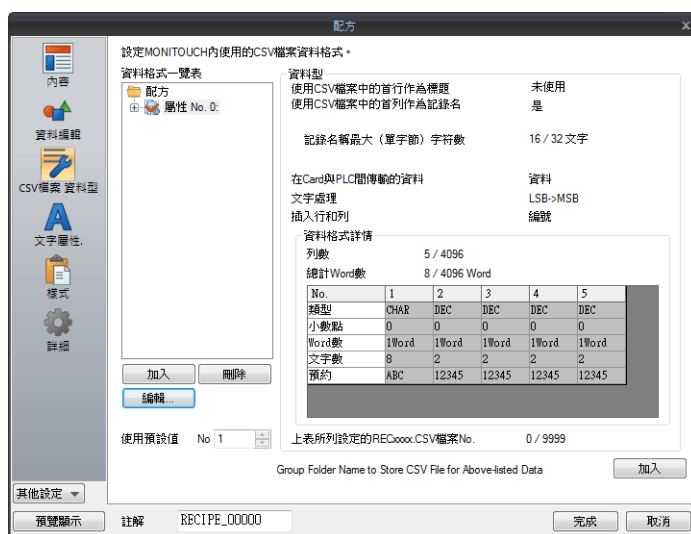 配方
x
內容
資料編輯
CSV檔案 資料型
文字屬性.
樣式
詳細
其他設定
預覽顯示
設定MONITOUCH內使用的CSV檔案資料格式。
資料格式一覽表
配方
屬性 No. 0:
加入 刪除
編輯...
使用預設值 No 1
資料型
使用CSV檔案中的首行作為標題 未使用
使用CSV檔案中的首列作為記錄名 是
記錄名稱最大（單字節）字符數 16 / 32 文字
在Card與PLC間傳輸的資料 資料
文字處理 LSB->MSB
插入行和列 編號
資料格式詳情
列數 5 / 4096
總計Word數 8 / 4096 Word
No. 1 2 3 4 5
類型 CHAR DEC DEC DEC DEC
小數點 0 0 0 0 0
Word數 1Word 1Word 1Word 1Word 1Word
文字數 8 2 2 2 2
預約 ABC 12345 12345 12345 12345
上表所列設定的RECxxxx.CSV檔案No. 0 / 9999
Group Folder Name to Store CSV File for Above-listed Data 加入
註解 RECIPE_00000 完成 取消